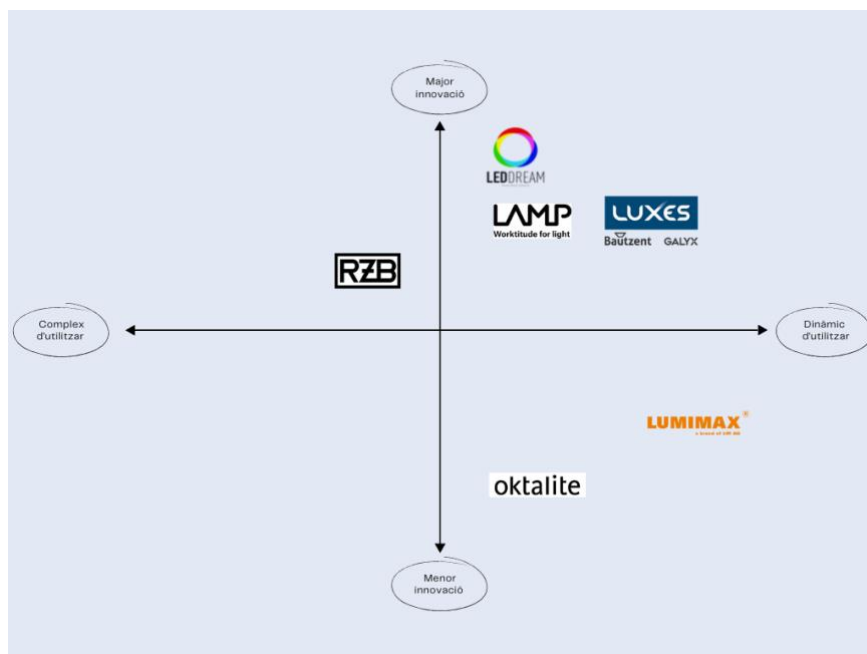 Major
innovació
LEDDREAM
LAMP
Worktitude for light
LUXES
Bautzent GALYX
RZB
Complex
d'utilitzar
Dinàmic
d'utilitzar
LUMIMAX®
oktalite
Menor
innovació